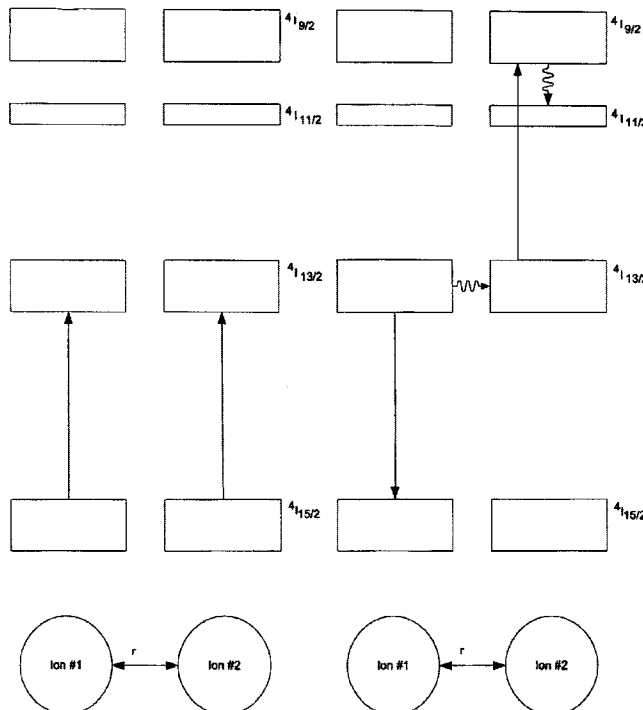 ⁴I₉/₂ ⁴I₉/₂
⁴I₁₁/₂ ⁴I₁₁/₂
⁴I₁₃/₂ ⁴I₁₃/₂
⁴I₁₅/₂ ⁴I₁₅/₂
Ion #1 r Ion #2 Ion #1 r Ion #2